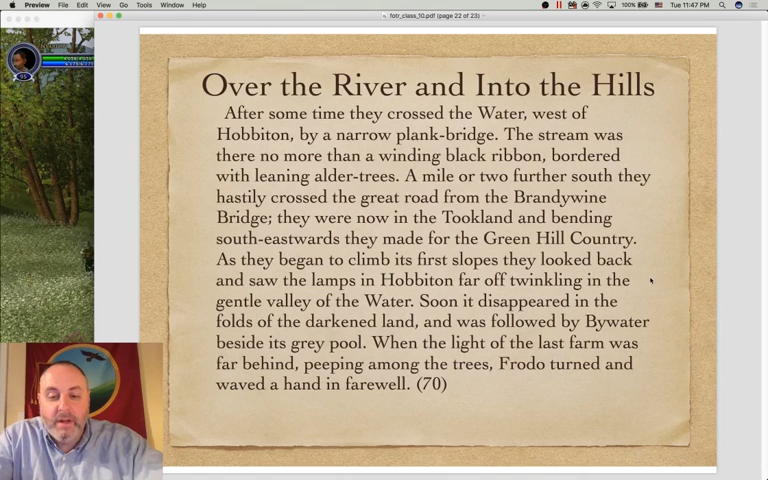 Preview File Edit View Go Tools Window Help
100% Tue 11:47 PM
fotr_class_10.pdf (page 22 of 23)
95
Over the River and Into the Hills
After some time they crossed the Water, west of
Hobbiton, by a narrow plank-bridge. The stream was
there no more than a winding black ribbon, bordered
with leaning alder-trees. A mile or two further south they
hastily crossed the great road from the Brandywine
Bridge; they were now in the Tookland and bending
south-eastwards they made for the Green Hill Country.
As they began to climb its first slopes they looked back
and saw the lamps in Hobbiton far off twinkling in the
gentle valley of the Water. Soon it disappeared in the
folds of the darkened land, and was followed by Bywater
beside its grey pool. When the light of the last farm was
far behind, peeping among the trees, Frodo turned and
waved a hand in farewell. (70)